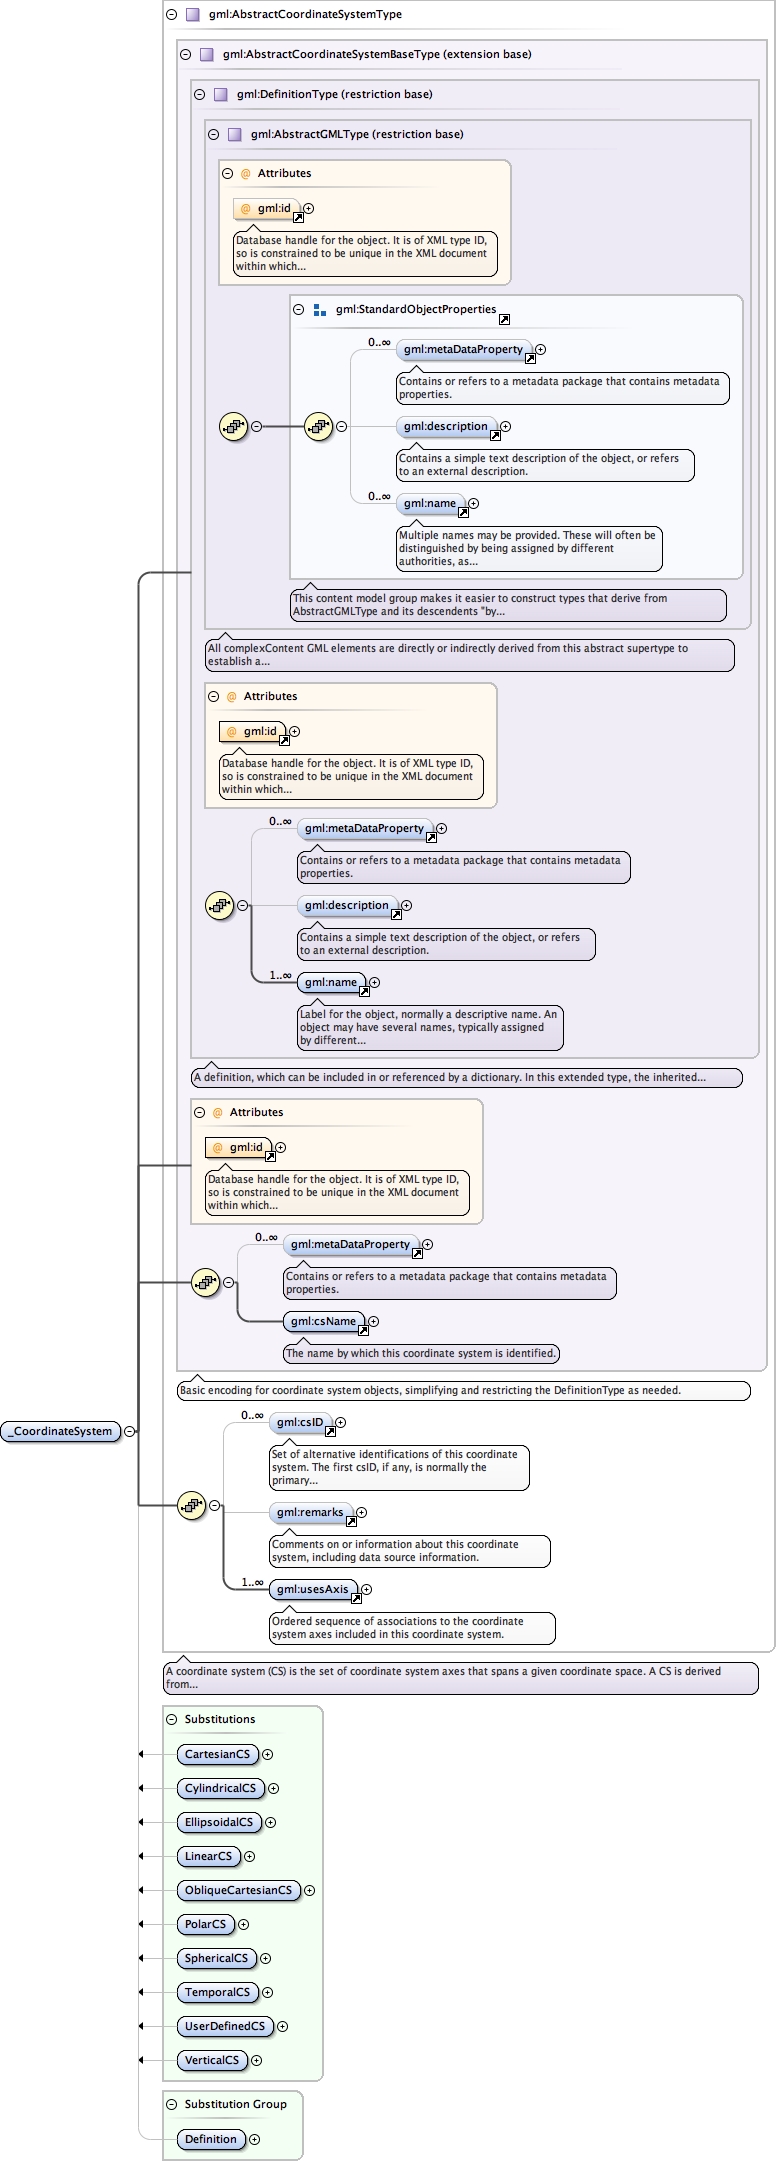 gml:AbstractCoordinateSystemType
gml:AbstractCoordinateSystemBaseType (extension base)
gml:DefinitionType (restriction base)
gml:AbstractGMLType (restriction base)
@ Attributes
@ gml:id
Database handle for the object. It is of XML type ID,
so is constrained to be unique in the XML document
within which...
gml:StandardObjectProperties
0..∞
gml:metaDataProperty
Contains or refers to a metadata package that contains metadata
properties.
gml:description
Contains a simple text description of the object, or refers
to an external description.
0..∞
gml:name
Multiple names may be provided. These will often be
distinguished by being assigned by different
authorities, as...
This content model group makes it easier to construct types that derive from
AbstractGMLType and its descendents "by...
All complexContent GML elements are directly or indirectly derived from this abstract supertype to
establish a...
@ Attributes
@ gml:id
Database handle for the object. It is of XML type ID,
so is constrained to be unique in the XML document
within which...
0..∞
gml:metaDataProperty
Contains or refers to a metadata package that contains metadata
properties.
gml:description
Contains a simple text description of the object, or refers
to an external description.
1..∞
gml:name
Label for the object, normally a descriptive name. An
object may have several names, typically assigned
by different...
A definition, which can be included in or referenced by a dictionary. In this extended type, the inherited...
@ Attributes
@ gml:id
Database handle for the object. It is of XML type ID,
so is constrained to be unique in the XML document
within which...
0..∞
gml:metaDataProperty
Contains or refers to a metadata package that contains metadata
properties.
gml:csName
The name by which this coordinate system is identified.
Basic encoding for coordinate system objects, simplifying and restricting the DefinitionType as needed.
_CoordinateSystem
0..∞
gml:csID
Set of alternative identifications of this coordinate
system. The first csID, if any, is normally the
primary...
gml:remarks
Comments on or information about this coordinate
system, including data source information.
1..∞
gml:usesAxis
Ordered sequence of associations to the coordinate
system axes included in this coordinate system.
A coordinate system (CS) is the set of coordinate system axes that spans a given coordinate space. A CS is derived
from...
Substitutions
CartesianCS
CylindricalCS
EllipsoidalCS
LinearCS
ObliqueCartesianCS
PolarCS
SphericalCS
TemporalCS
UserDefinedCS
VerticalCS
Substitution Group
Definition